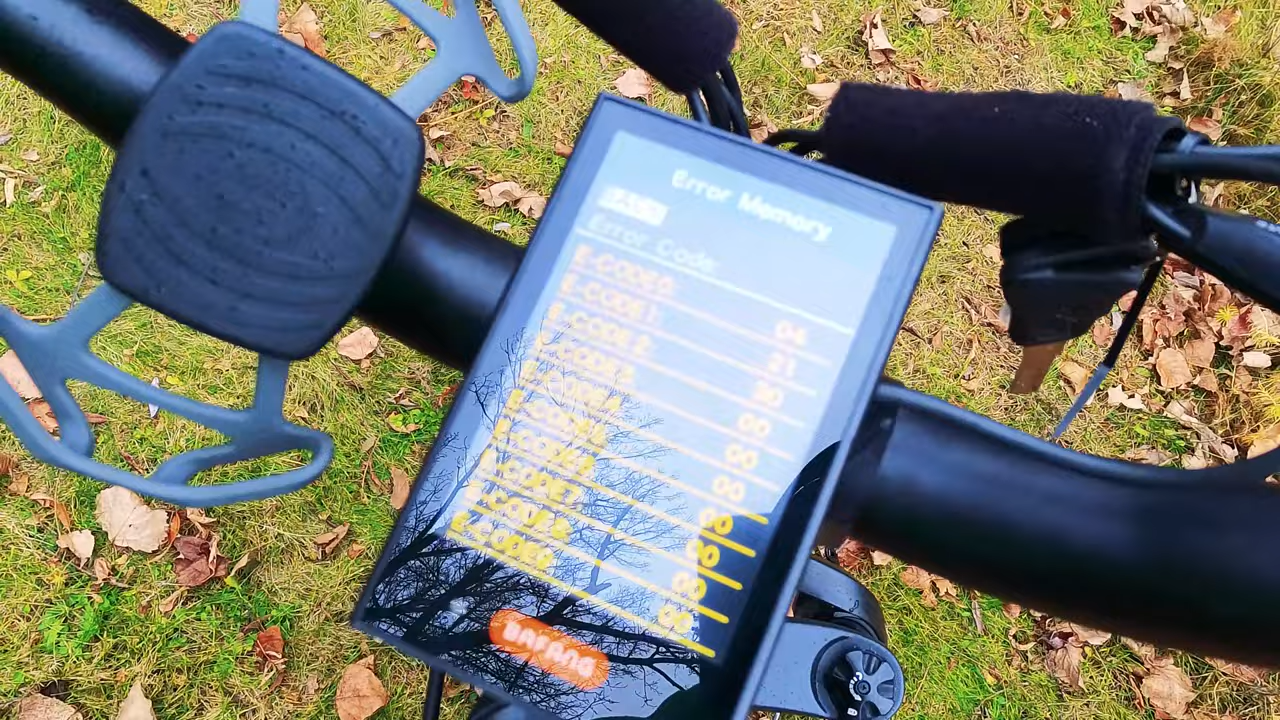 Error Memory
Error Code
E.CODE0 04
E.CODE1 21
E.CODE2 30
E.CODE3 00
E.CODE4 00
E.CODE5 00
E.CODE6 00
E.CODE7 00
E.CODE8 00
E.CODE9 00
BAFANG